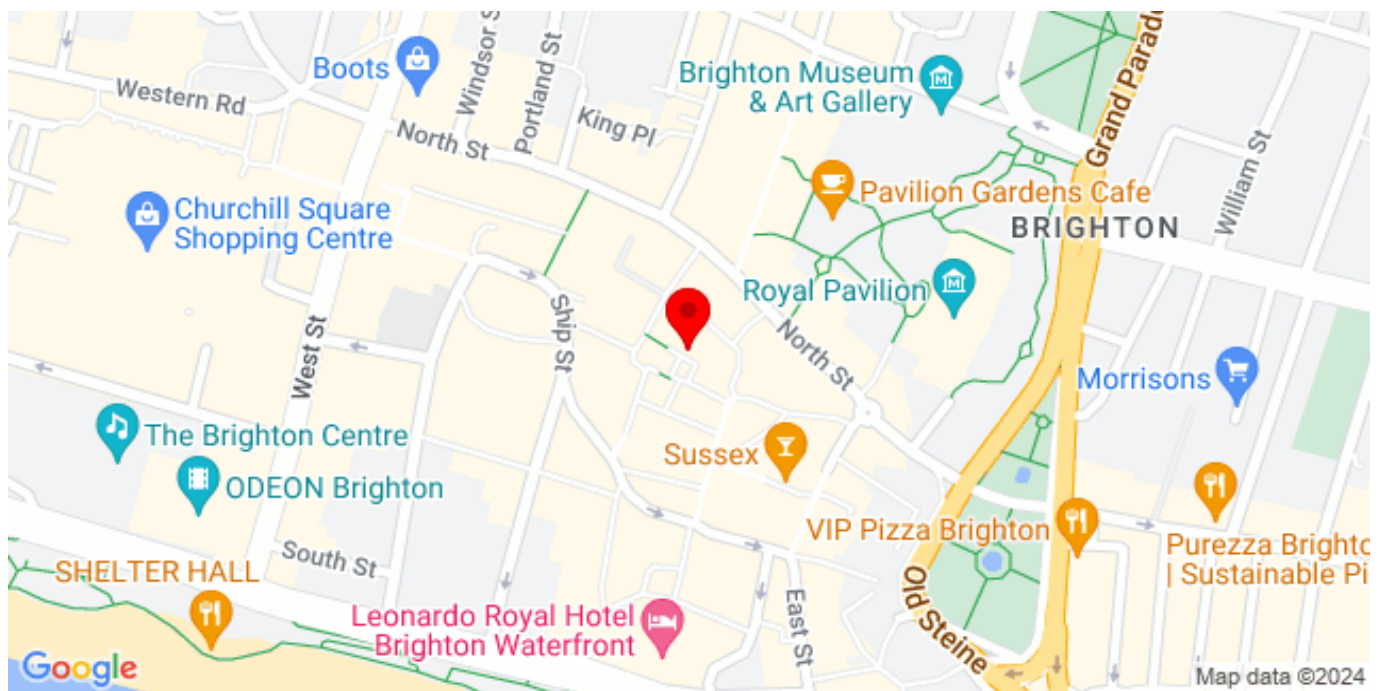 Windsor S
Portland St
Boots
Western Rd
North St
King Pl
Brighton Museum
& Art Gallery
Grand Parade
William St
Pavilion Gardens Cafe
BRIGHTON
Churchill Square
Shopping Centre
Royal Pavilion
Ship St
West St
North St
Morrisons
The Brighton Centre
ODEON Brighton
Sussex
VIP Pizza Brighton
Purezza Brighto
| Sustainable Pi
South St
SHELTER HALL
Leonardo Royal Hotel
Brighton Waterfront
East St
Old Steine
Google
Map data ©2024